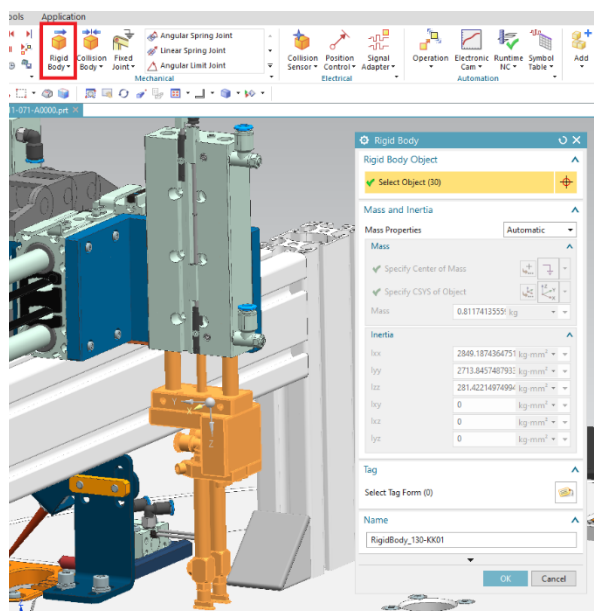 ools Application
Rigid Body
Collision Body
Fixed Joint
Angular Spring Joint
Linear Spring Joint
Angular Limit Joint
Mechanical
Collision Sensor
Position Control
Signal Adapter
Electrical
Operation
Electronic Cam
Runtime NC
Symbol Table
Automation
Add
1-071-A0000.prt
Rigid Body
Rigid Body Object
Select Object (30)
Mass and Inertia
Mass Properties Automatic
Mass
Specify Center of Mass
Specify CSYS of Object
Mass 0.8117413555 kg
Inertia
Ixx 2849.1874364751 kg·mm²
Iyy 2713.8457487933 kg·mm²
Izz 281.42214974994 kg·mm²
Ixy 0 kg·mm²
Ixz 0 kg·mm²
Iyz 0 kg·mm²
Y X Z
Tag
Select Tag Form (0)
Name
RigidBody_130-KK01
OK Cancel